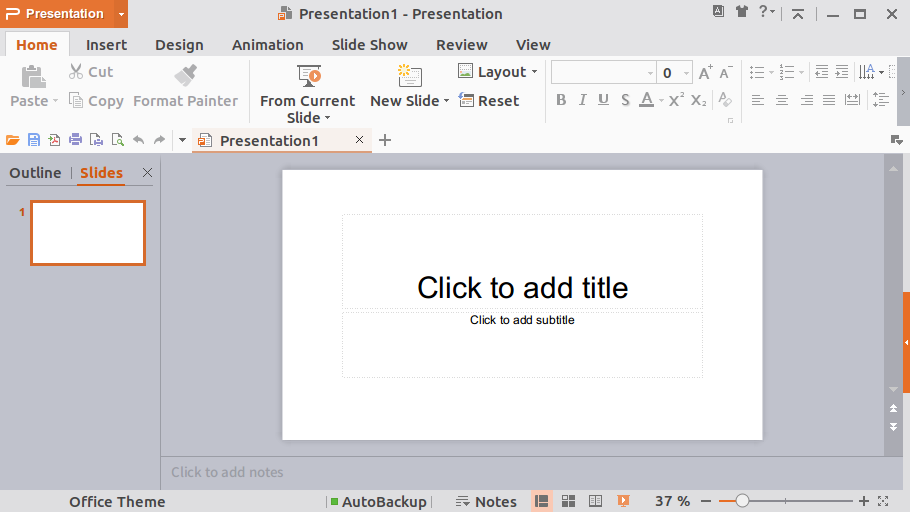 Presentation
Presentation1 - Presentation
Home Insert Design Animation Slide Show Review View
Paste Cut Copy Format Painter
From Current Slide
New Slide Layout Reset
0
B I U S A X² X₂
Presentation1
Outline | Slides
1
Click to add title
Click to add subtitle
Click to add notes
Office Theme AutoBackup Notes 37 %